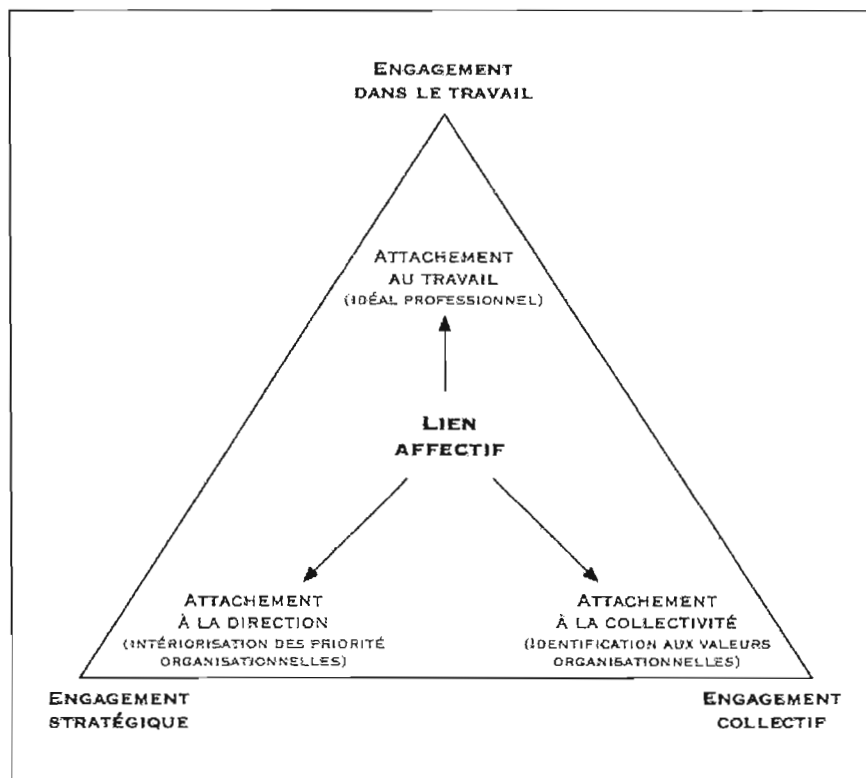 ENGAGEMENT
DANS LE TRAVAIL
ATTACHEMENT
AU TRAVAIL
(IDÉAL PROFESSIONNEL)
LIEN
AFFECTIF
ATTACHEMENT
À LA DIRECTION
(INTÉRIORISATION DES PRIORITÉ
ORGANISATIONNELLES)
ATTACHEMENT
À LA COLLECTIVITÉ
(IDENTIFICATION AUX VALEURS
ORGANISATIONNELLES)
ENGAGEMENT
STRATÉGIQUE
ENGAGEMENT
COLLECTIF